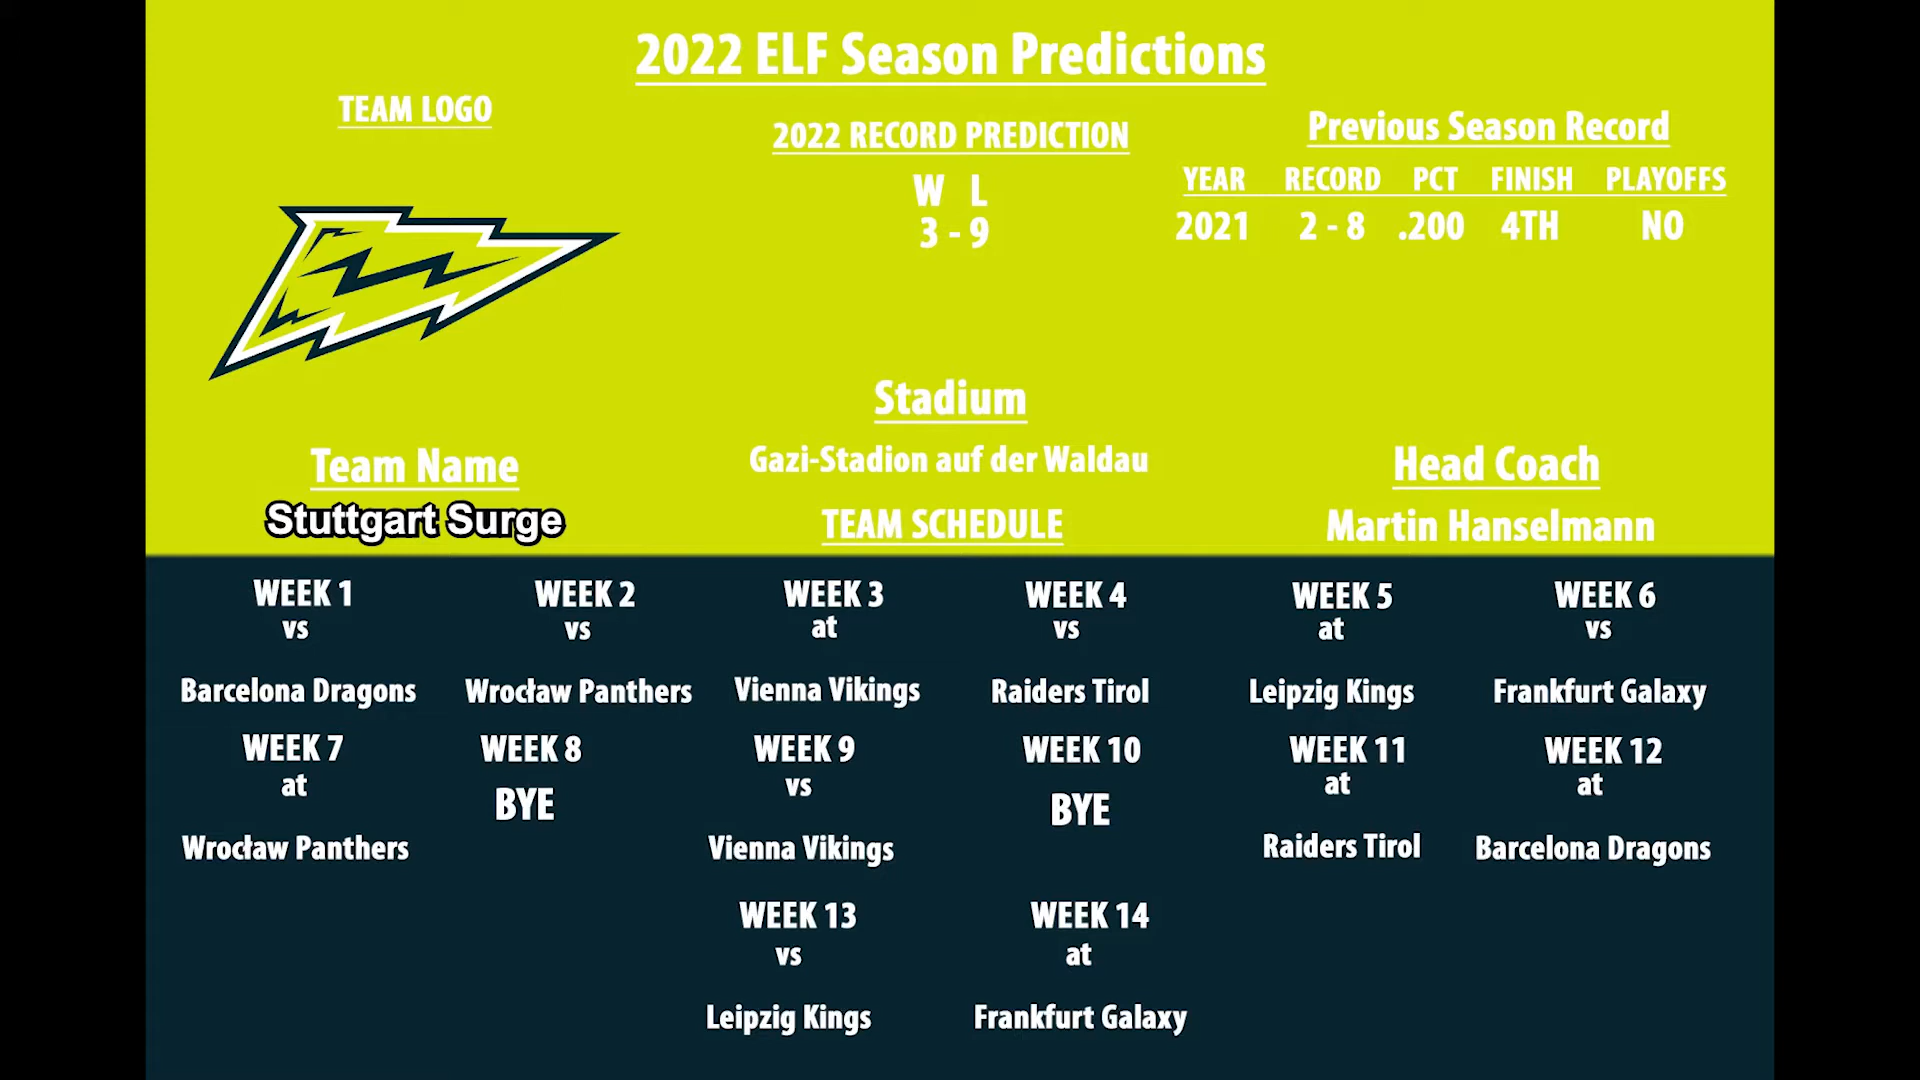 2022 ELF Season Predictions
TEAM LOGO
2022 RECORD PREDICTION
W L
3 - 9
Previous Season Record
YEAR RECORD PCT FINISH PLAYOFFS
2021 2 - 8 .200 4TH NO
Stadium
Gazi-Stadion auf der Waldau
Team Name
Stuttgart Surge
Head Coach
Martin Hanselmann
TEAM SCHEDULE
WEEK 1
vs
Barcelona Dragons
WEEK 2
vs
Wrocław Panthers
WEEK 3
at
Vienna Vikings
WEEK 4
vs
Raiders Tirol
WEEK 5
at
Leipzig Kings
WEEK 6
vs
Frankfurt Galaxy
WEEK 7
at
Wrocław Panthers
WEEK 8
BYE
WEEK 9
vs
Vienna Vikings
WEEK 10
BYE
WEEK 11
at
Raiders Tirol
WEEK 12
at
Barcelona Dragons
WEEK 13
vs
Leipzig Kings
WEEK 14
at
Frankfurt Galaxy